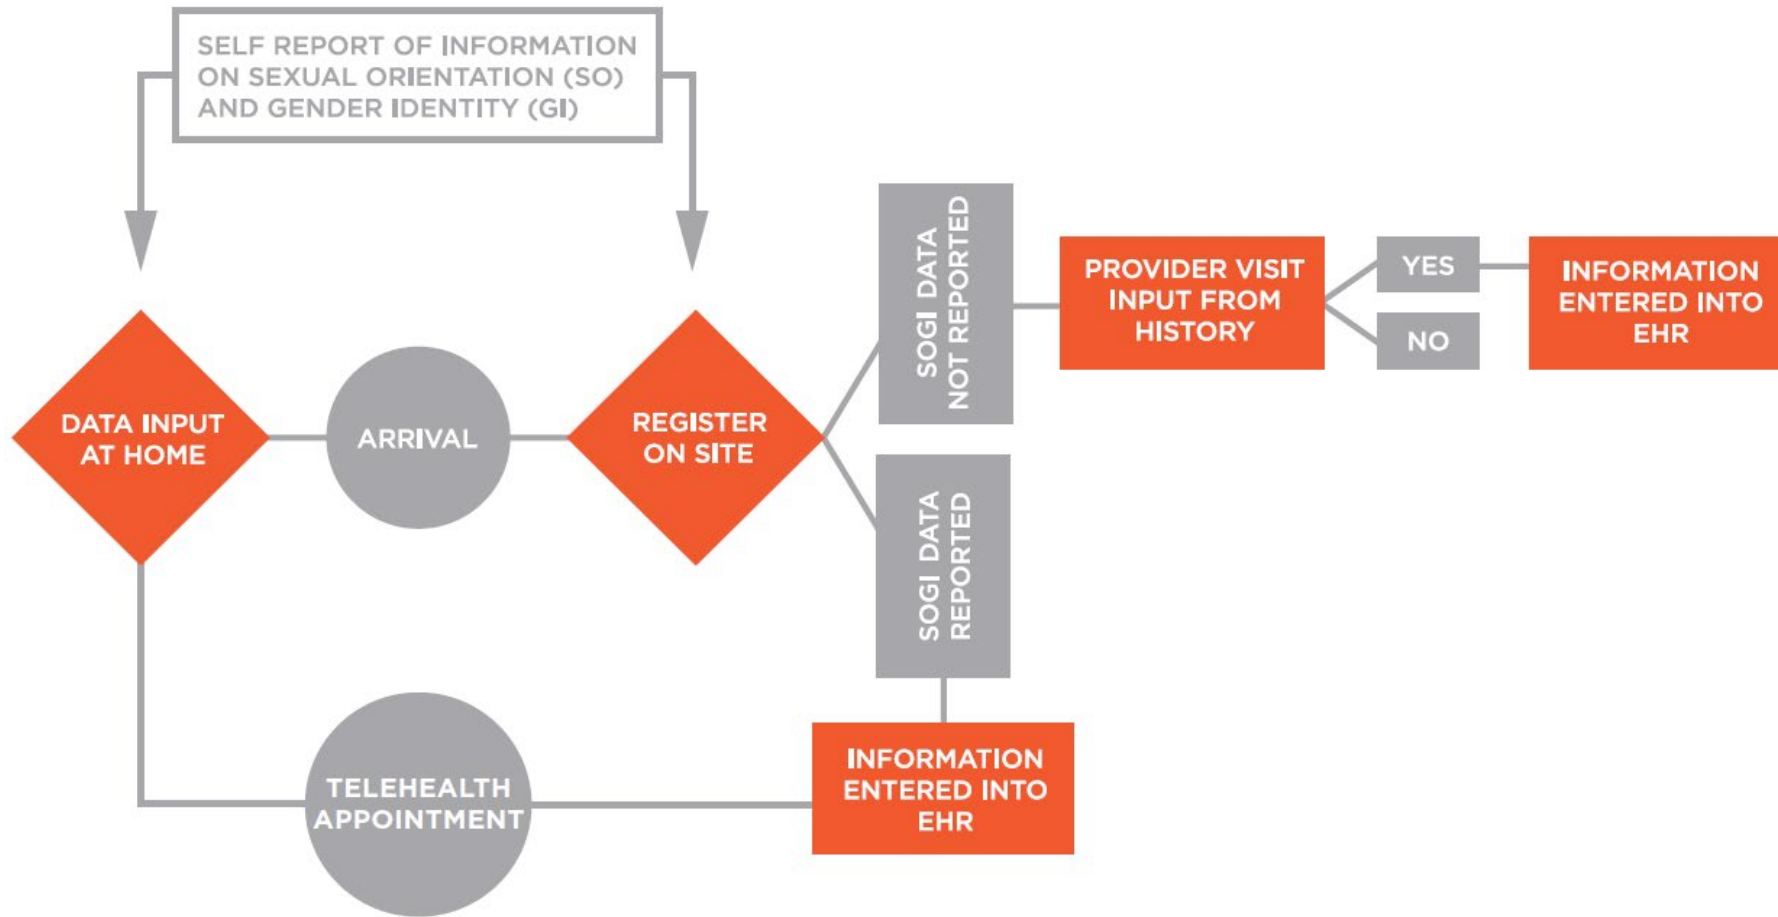 SELF REPORT OF INFORMATION
ON SEXUAL ORIENTATION (SO)
AND GENDER IDENTITY (GI)
DATA INPUT
AT HOME
ARRIVAL
REGISTER
ON SITE
SOGI DATA
NOT REPORTED
PROVIDER VISIT
INPUT FROM
HISTORY
YES
NO
INFORMATION
ENTERED INTO
EHR
SOGI DATA
REPORTED
TELEHEALTH
APPOINTMENT
INFORMATION
ENTERED INTO
EHR